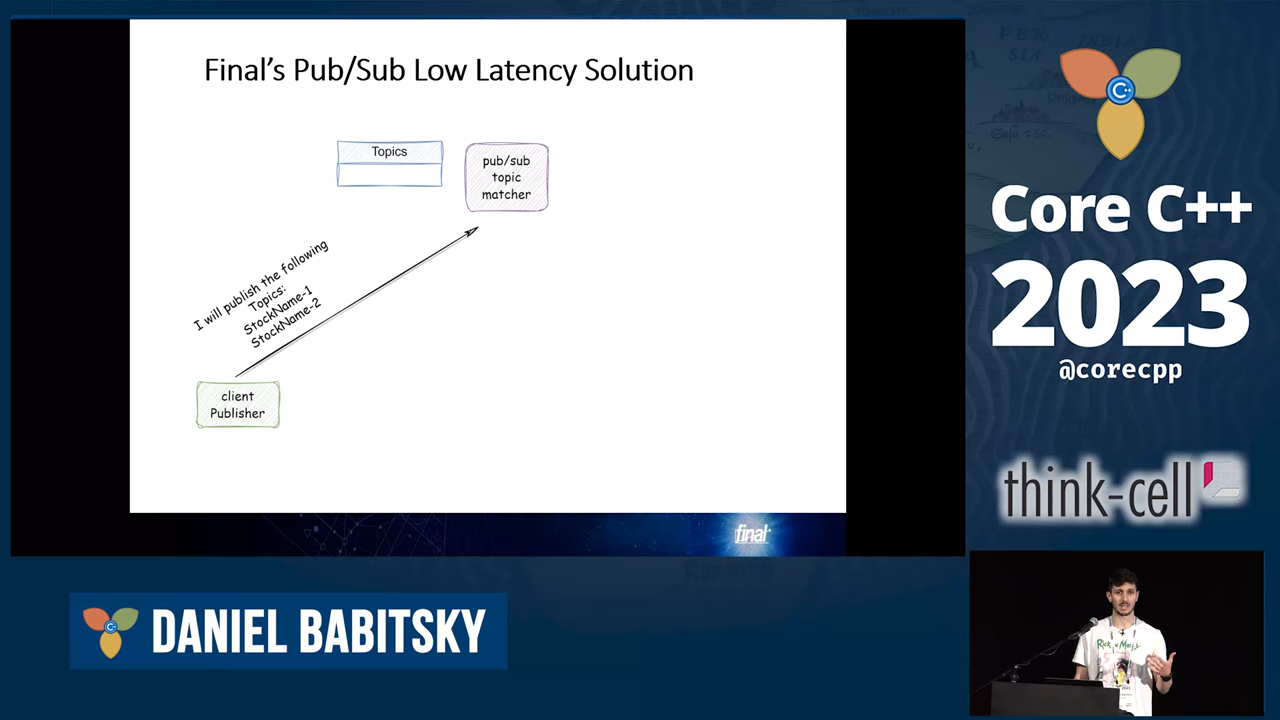 Final's Pub/Sub Low Latency Solution
Topics
pub/sub
topic
matcher
I will publish the following
Topics:
StockName-1
StockName-2
client
Publisher
final
DANIEL BABITSKY
C++
Core C++
2023
@corecpp
think-cell